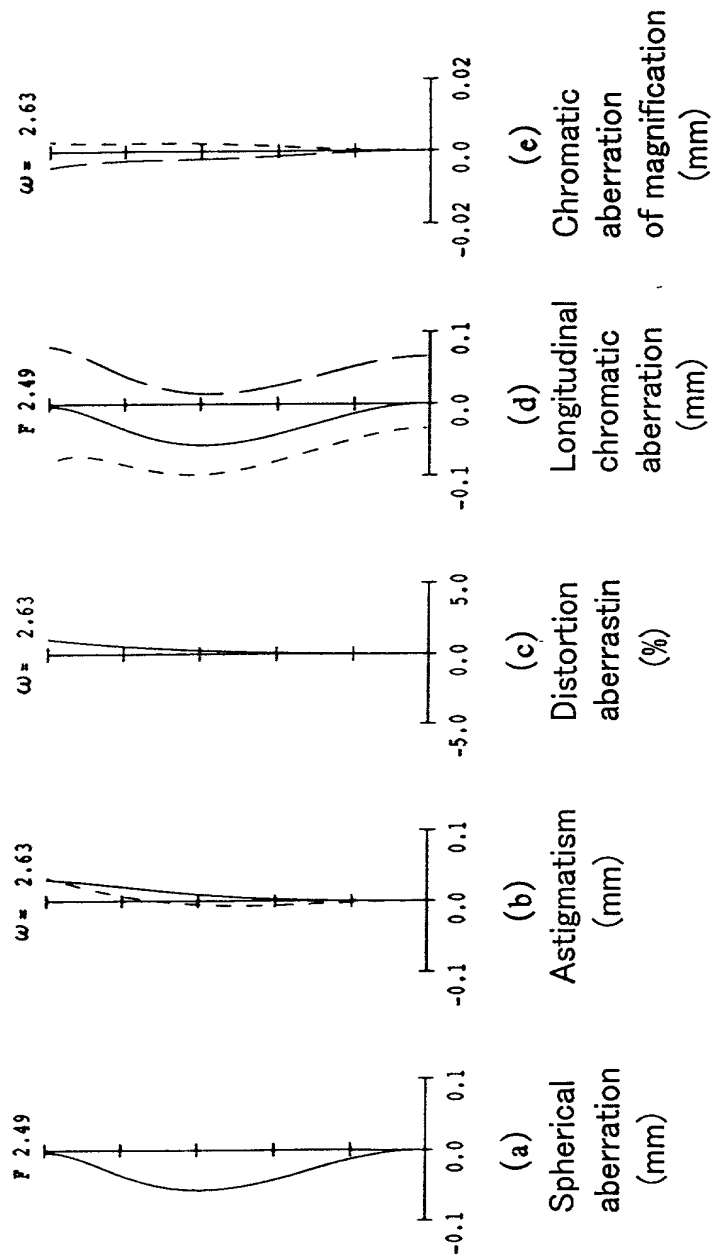 F 2.49
-0.1 0.0 0.1
(a)
Spherical
aberration
(mm)
ω= 2.63
-0.1 0.0 0.1
(b)
Astigmatism
(mm)
ω= 2.63
-5.0 0.0 5.0
(c)
Distortion
aberrastin
(%)
F 2.49
-0.1 0.0 0.1
(d)
Longitudinal
chromatic
aberration
(mm)
ω= 2.63
-0.02 0.0 0.02
(e)
Chromatic
aberration
of magnification
(mm)